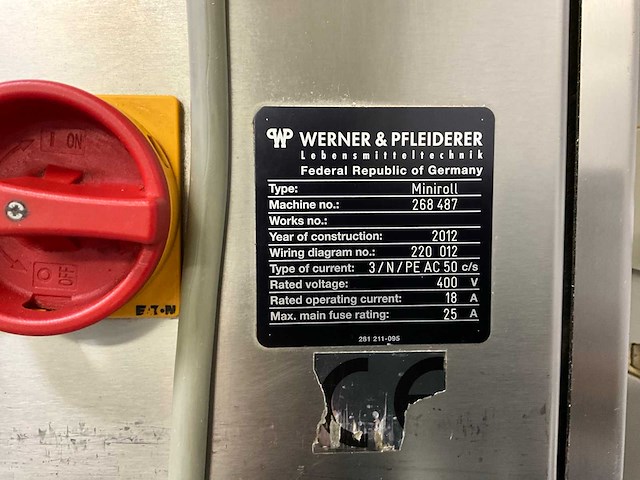 I ON
OFF
EATON
WP WERNER & PFLEIDERER
Lebensmitteltechnik
Federal Republic of Germany
Type: Miniroll
Machine no.: 268 487
Works no.:
Year of construction: 2012
Wiring diagram no.: 220 012
Type of current: 3/N/PE AC 50 c/s
Rated voltage: 400 V
Rated operating current: 18 A
Max. main fuse rating: 25 A
281 211-095
CE